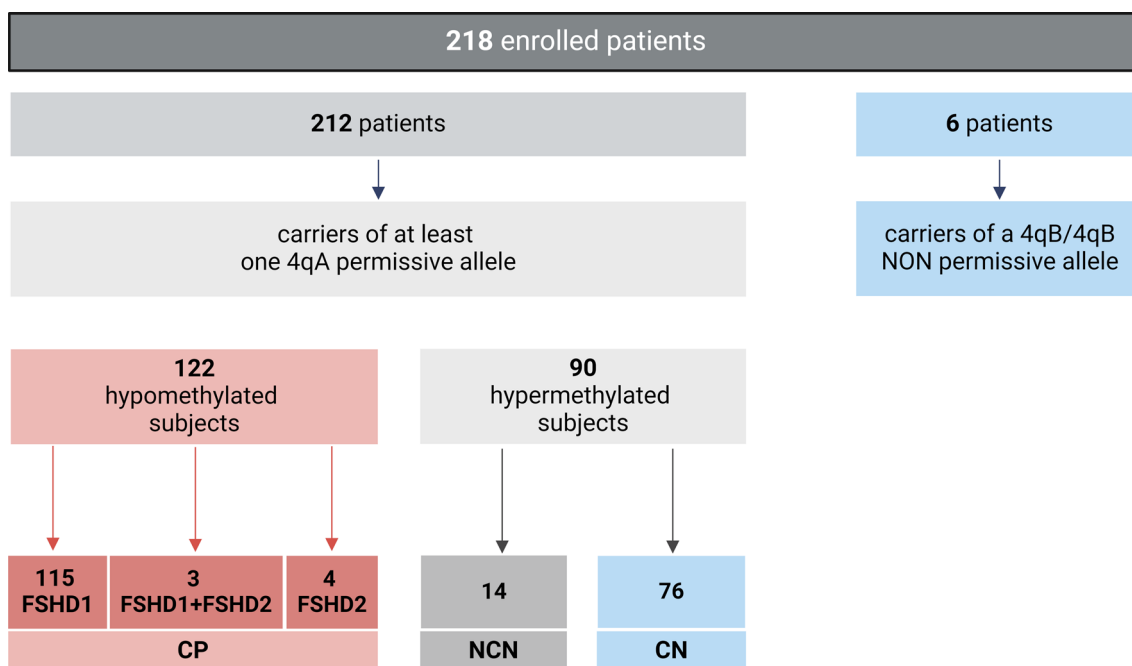 218 enrolled patients
212 patients
6 patients
carriers of at least
one 4qA permissive allele
carriers of a 4qB/4qB
NON permissive allele
122
hypomethylated
subjects
90
hypermethylated
subjects
115
FSHD1
3
FSHD1+FSHD2
4
FSHD2
14
76
CP
NCN
CN